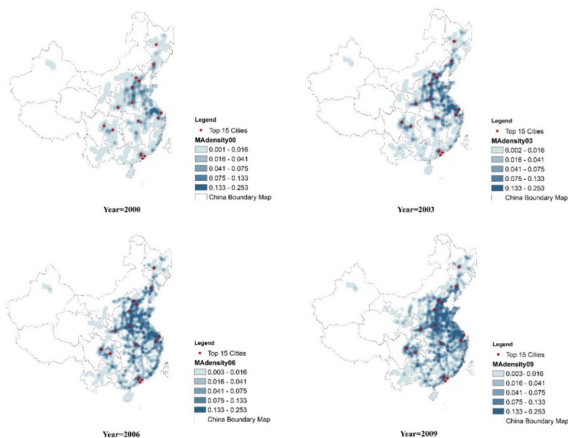 Legend
Top 15 Cities
MAdensity00
0.001 - 0.016
0.016 - 0.041
0.041 - 0.075
0.075 - 0.133
0.133 - 0.253
China Boundary Map
Year=2000
Legend
Top 15 Cities
MAdensity03
0.002 - 0.016
0.016 - 0.041
0.041 - 0.075
0.075 - 0.133
0.133 - 0.253
China Boundary Map
Year=2003
Legend
Top 15 Cities
MAdensity06
0.003 - 0.016
0.016 - 0.041
0.041 - 0.075
0.075 - 0.133
0.133 - 0.253
China Boundary Map
Year=2006
Legend
Top 15 Cities
MAdensity09
0.003- 0.016
0.016 - 0.041
0.041 - 0.075
0.075 - 0.133
0.133 - 0.253
China Boundary Map
Year=2009